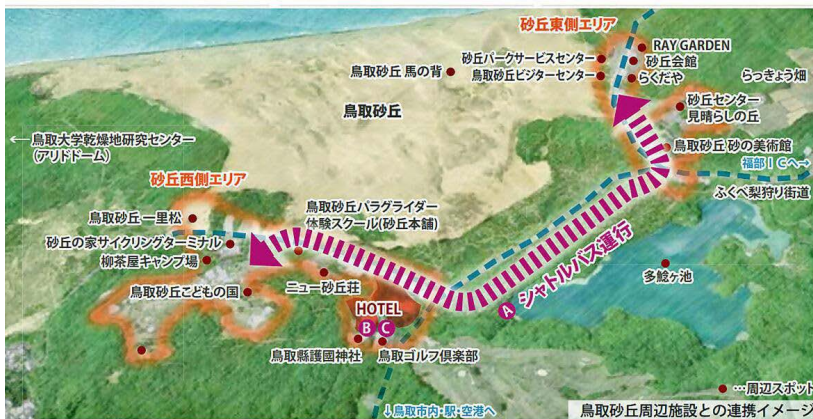 砂丘東側エリア
RAY GARDEN
砂丘パークサービスセンター
砂丘会館
鳥取砂丘ビジターセンター
らくだや
鳥取砂丘 馬の背
らっきょう畑
砂丘センター
見晴らしの丘
鳥取砂丘
←鳥取大学乾燥地研究センター
(アリドドーム)
鳥取砂丘 砂の美術館
福部ICへ→
砂丘西側エリア
ふくべ梨狩り街道
鳥取砂丘 一里松
鳥取砂丘パラグライダー
体験スクール(砂丘本舗)
砂丘の家サイクリングターミナル
柳茶屋キャンプ場
多鯰ヶ池
ニュー砂丘荘
鳥取砂丘こどもの国
A シャトルバス運行
HOTEL
B C
鳥取縣護國神社
鳥取ゴルフ倶楽部
●…周辺スポット
↓鳥取市内・駅・空港へ
鳥取砂丘周辺施設との連携イメージ